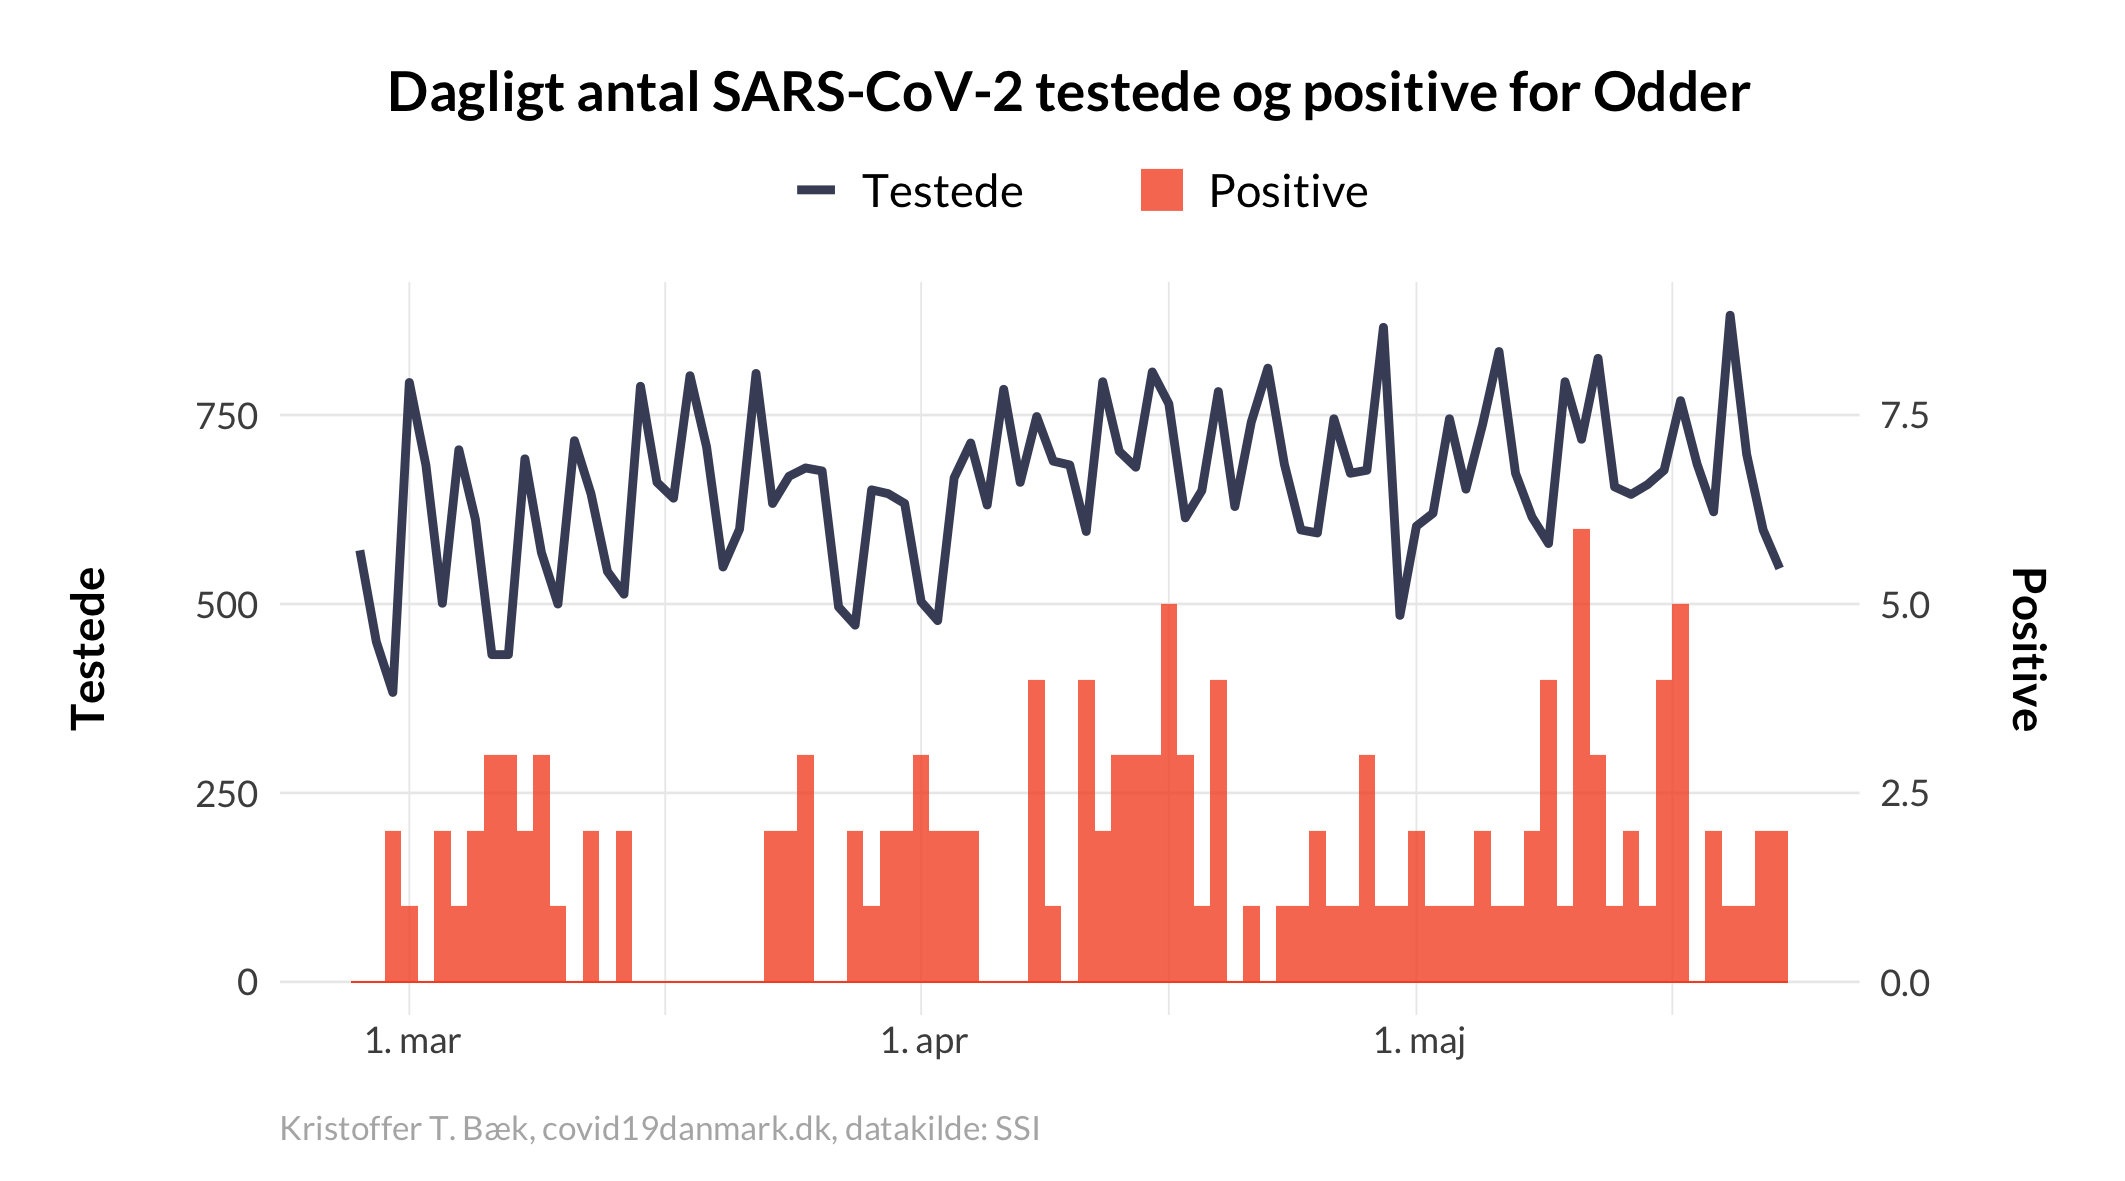 Dagligt antal SARS-CoV-2 testede og positive for Odder
Testede Positive
750 7.5
500 5.0
250 2.5
0 0.0
Testede
Positive
1. mar 1. apr 1. maj
Kristoffer T. Bæk, covid19danmark.dk, datakilde: SSI